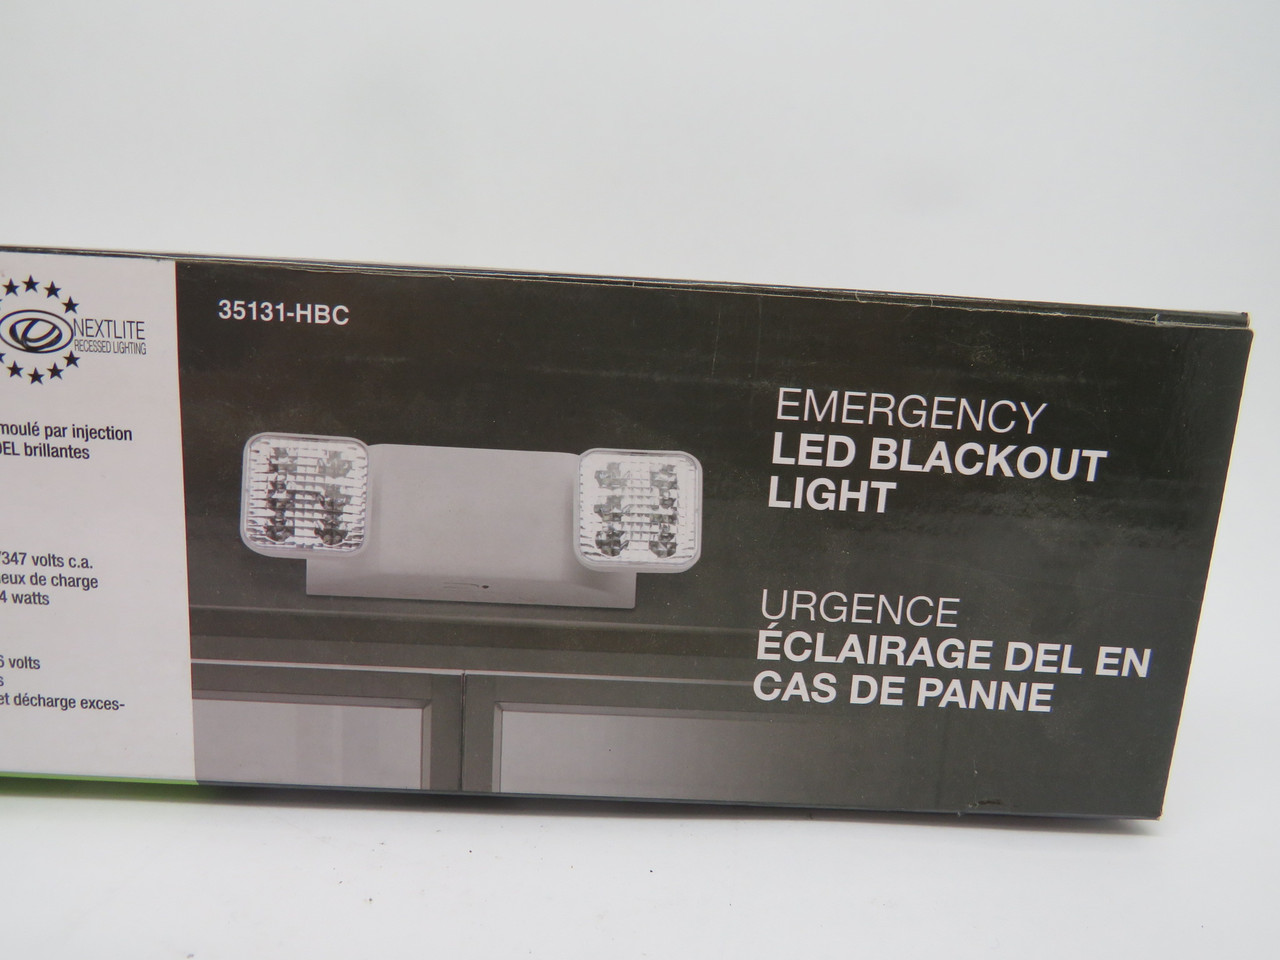 NEXTLITE
RECESSED LIGHTING
moulé par injection
DEL brillantes
/347 volts c.a.
de charge
4 watts
6 volts
et décharge exces-
35131-HBC
EMERGENCY
LED BLACKOUT
LIGHT
URGENCE
ÉCLAIRAGE DEL EN
CAS DE PANNE